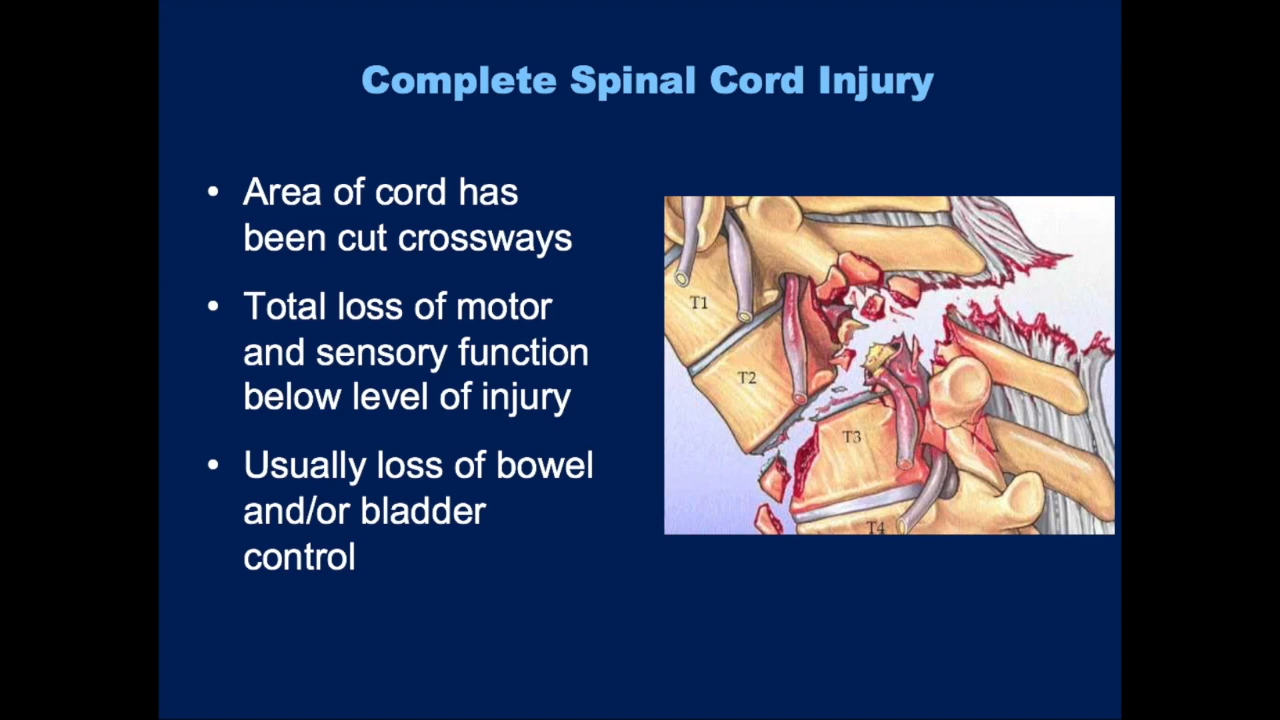 Complete Spinal Cord Injury
• Area of cord has
been cut crossways
• Total loss of motor
and sensory function
below level of injury
• Usually loss of bowel
and/or bladder
control
T1
T2
T3
T4